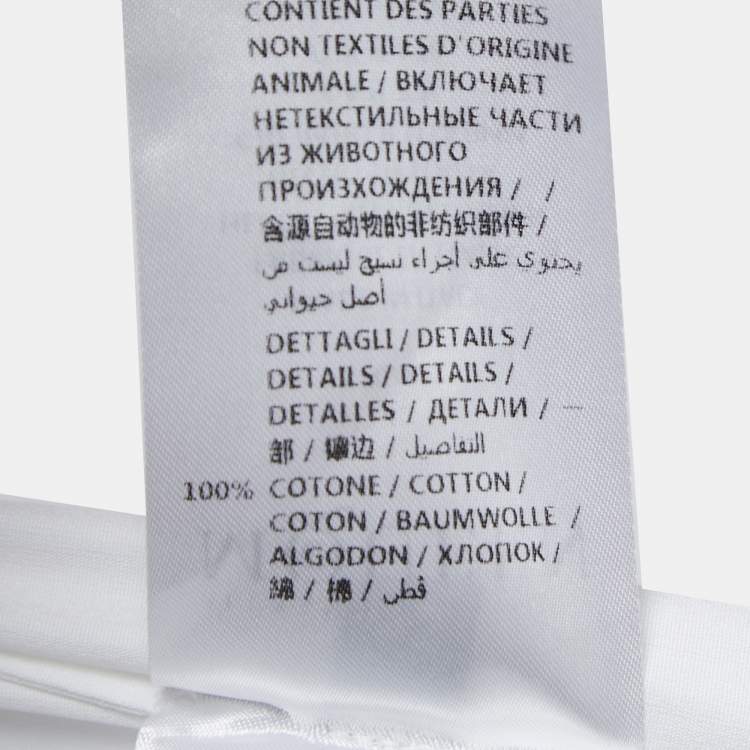 CONTIENT DES PARTIES
NON TEXTILES D'ORIGINE
ANIMALE / ВКЛЮЧАЕТ
НЕТЕКСТИЛЬНЫЕ ЧАСТИ
ИЗ ЖИВОТНОГО
ПРОИЗХОЖДЕНИЯ / /
含源自动物的非纺织部件 /
يحتوي على أجزاء نسيج ليست من
أصل حيواني
DETTAGLI / DETAILS /
DETAILS / DETAILS /
DETALLES / ДЕТАЛИ / 一
部 / 镶边 / التفاصيل
100% COTONE / COTTON /
COTON / BAUMWOLLE /
ALGODON / ХЛОПОК /
綿 / 棉 / قطن